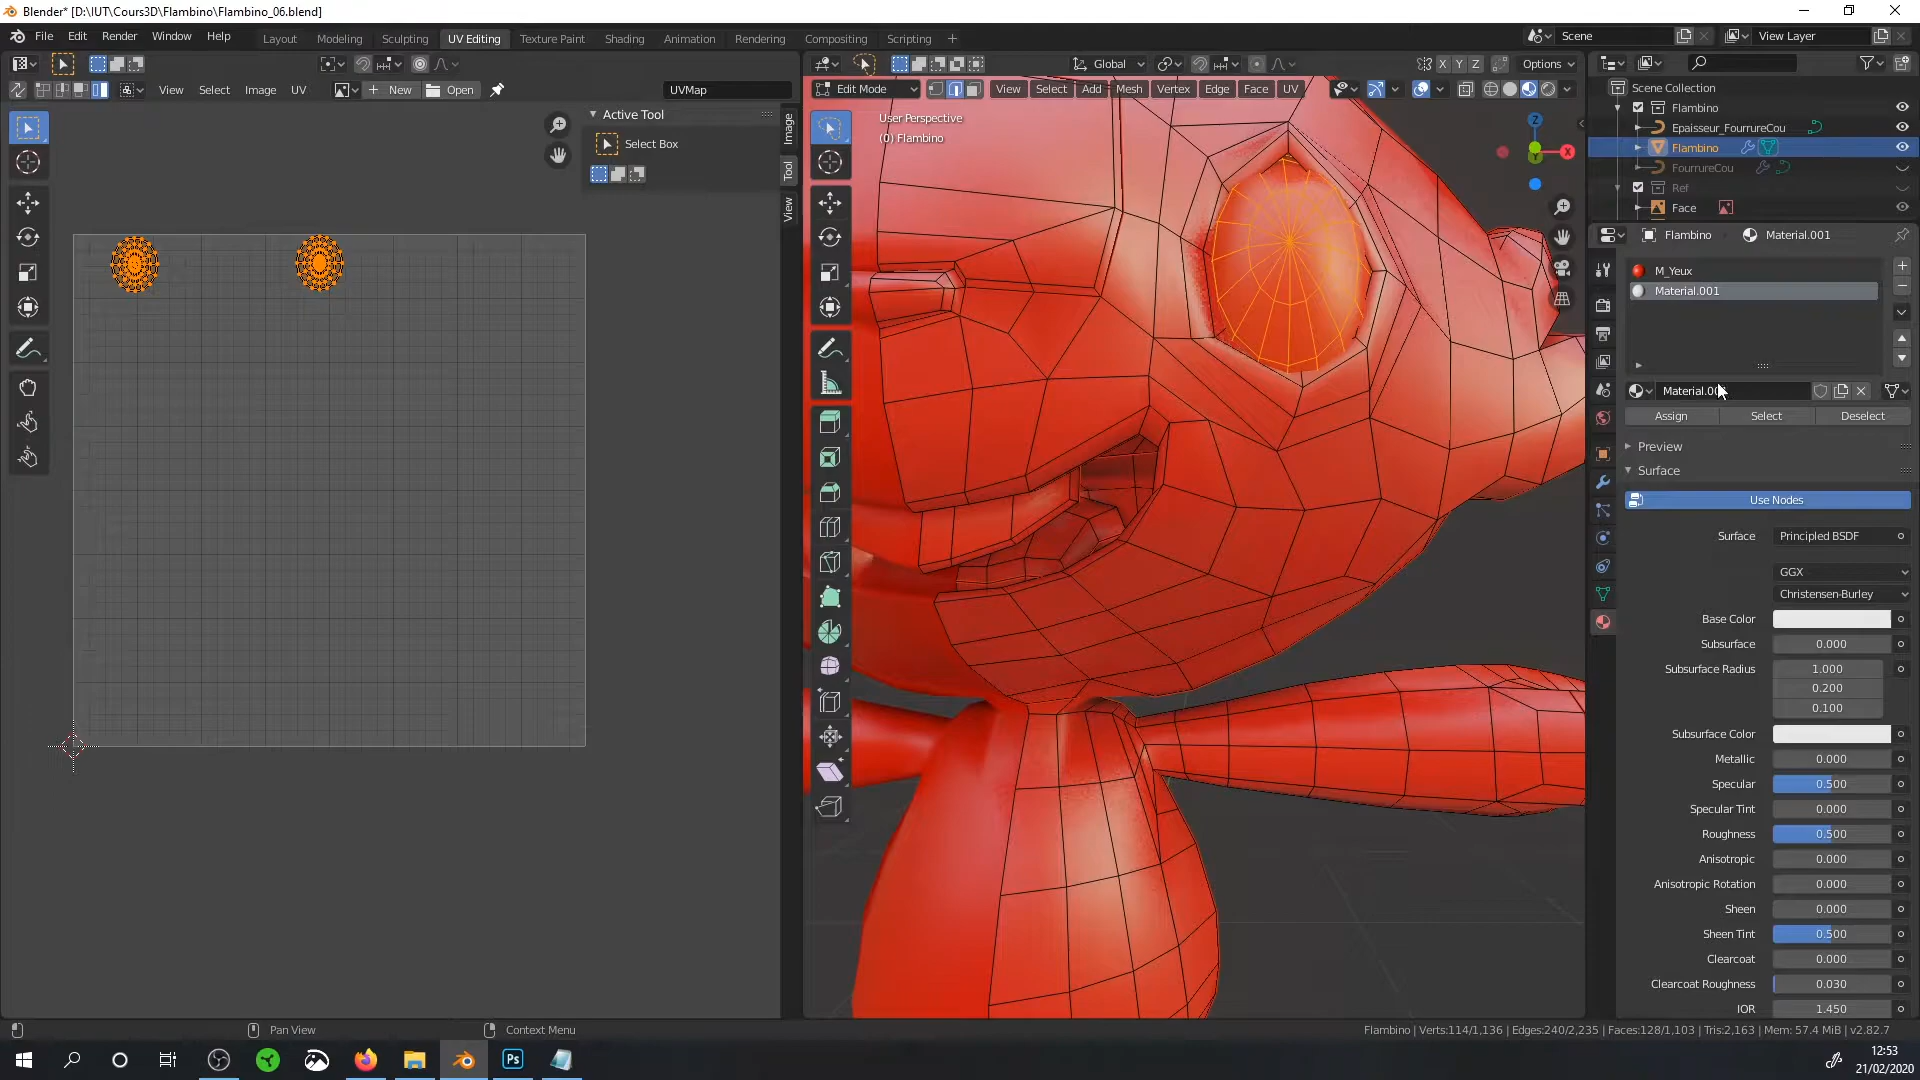 Blender* [D:\IUT\Cours3D\Flambino\Flambino_06.blend]
File Edit Render Window Help Layout Modeling Sculpting UV Editing Texture Paint Shading Animation Rendering Compositing Scripting Scene View Layer
Global X Y Z Options
View Select Image UV New Open UVMap
Edit Mode View Select Add Mesh Vertex Edge Face UV
Active Tool
Select Box
Image
Tool
View
User Perspective
(0) Flambino
Z
X
Y
Scene Collection
Flambino
Epaisseur_FourrureCou
Flambino
FourrureCou
Ref
Face
Flambino Material.001
M_Yeux
Material.001
Assign Select Deselect
Preview
Surface
Use Nodes
Surface Principled BSDF
GGX
Christensen-Burley
Base Color
Subsurface 0.000
Subsurface Radius 1.000
0.200
0.100
Subsurface Color
Metallic 0.000
Specular 0.500
Specular Tint 0.000
Roughness 0.500
Anisotropic 0.000
Anisotropic Rotation 0.000
Sheen 0.000
Sheen Tint 0.500
Clearcoat 0.000
Clearcoat Roughness 0.030
IOR 1.450
Pan View Context Menu Flambino | Verts:114/1,136 | Edges:240/2,235 | Faces:128/1,103 | Tris:2,163 | Mem: 57.4 MiB | v2.82.7
Ps
12:53
21/02/2020